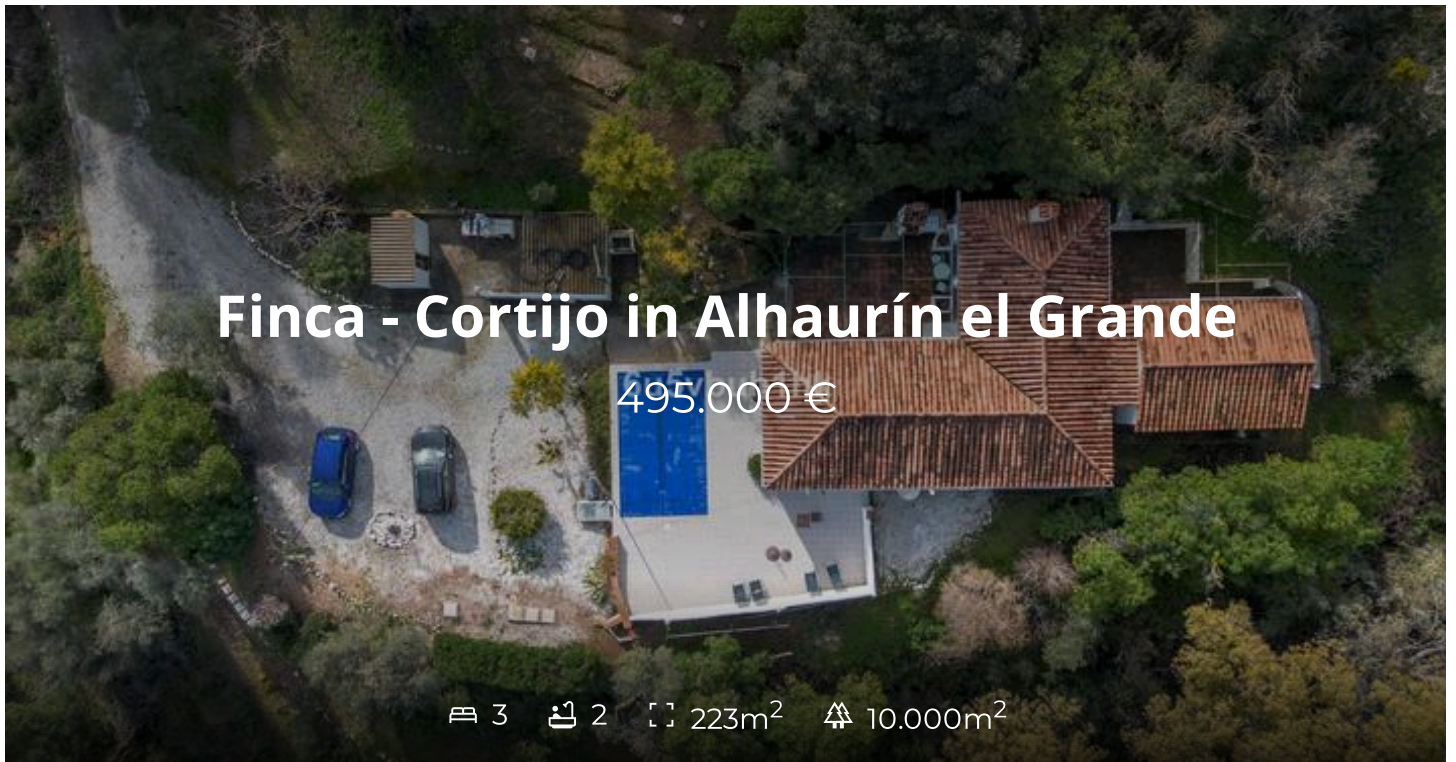 Finca - Cortijo in Alhaurín el Grande
495.000 €
3 2 223m² 10.000m²